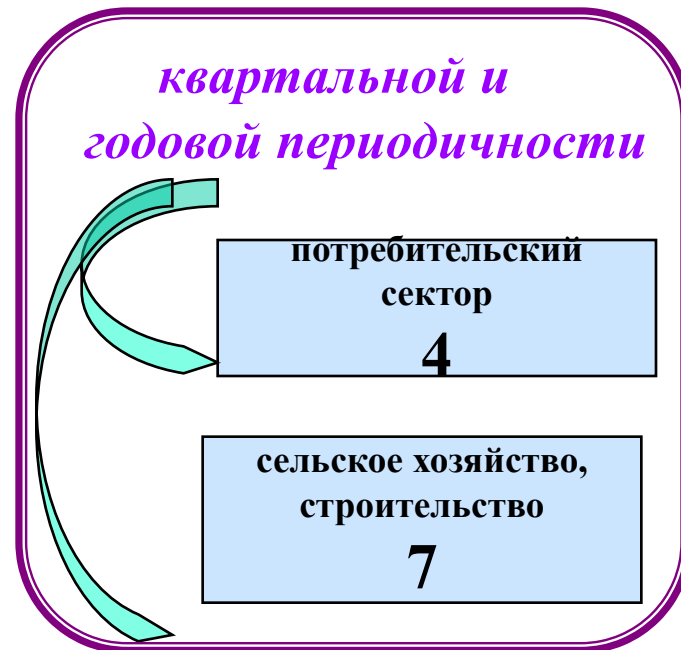 квартальной и
годовой периодичности
потребительский
сектор
4
сельское хозяйство,
строительство
7